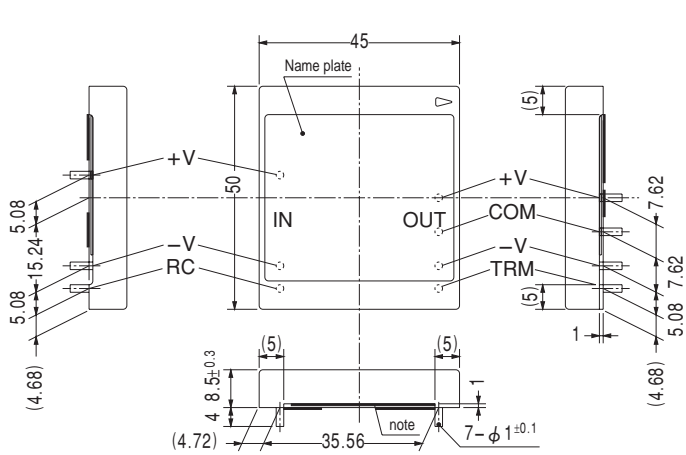 45
Name plate
(5)
+V
50
+V
7.62
5.08
IN
OUT
COM
15.24
−V
−V
7.62
RC
TRM
5.08
(5)
5.08
1
(4.68)
(4.68)
(5)
(5)
8.5±0.3
1
4
note
(4.72)
35.56
7−φ1±0.1